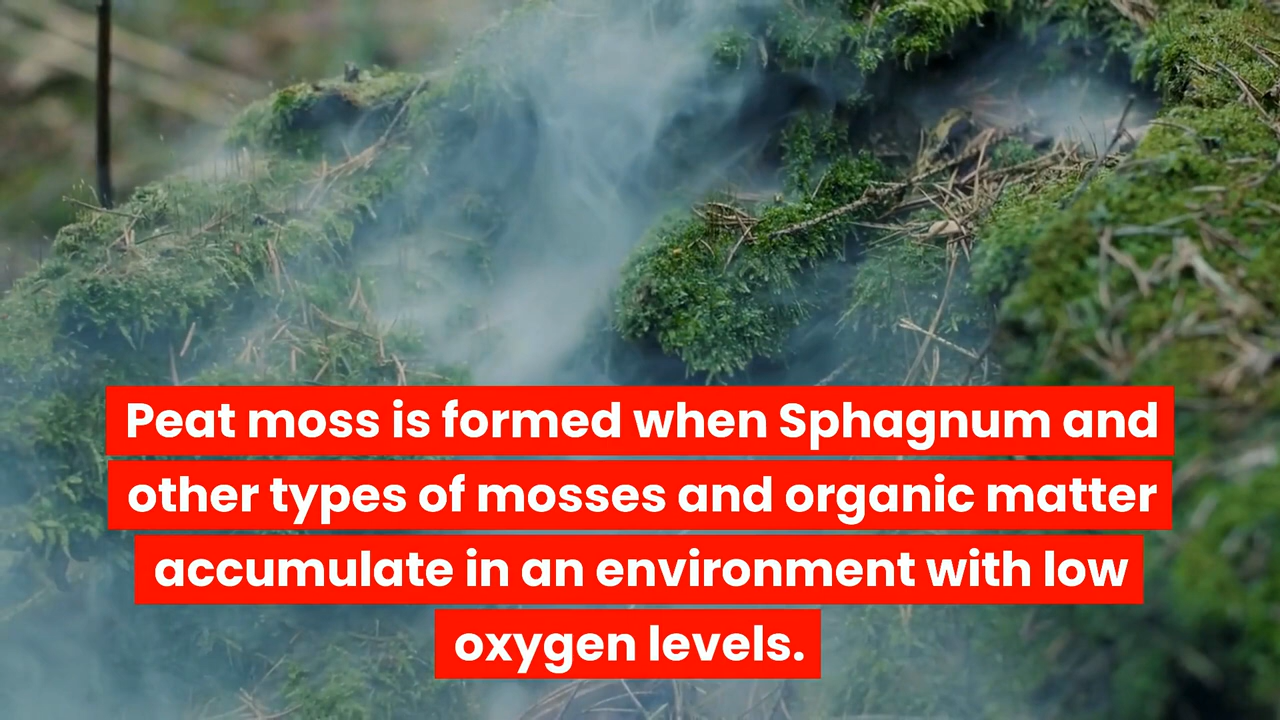 Peat moss is formed when Sphagnum and
other types of mosses and organic matter
accumulate in an environment with low
oxygen levels.